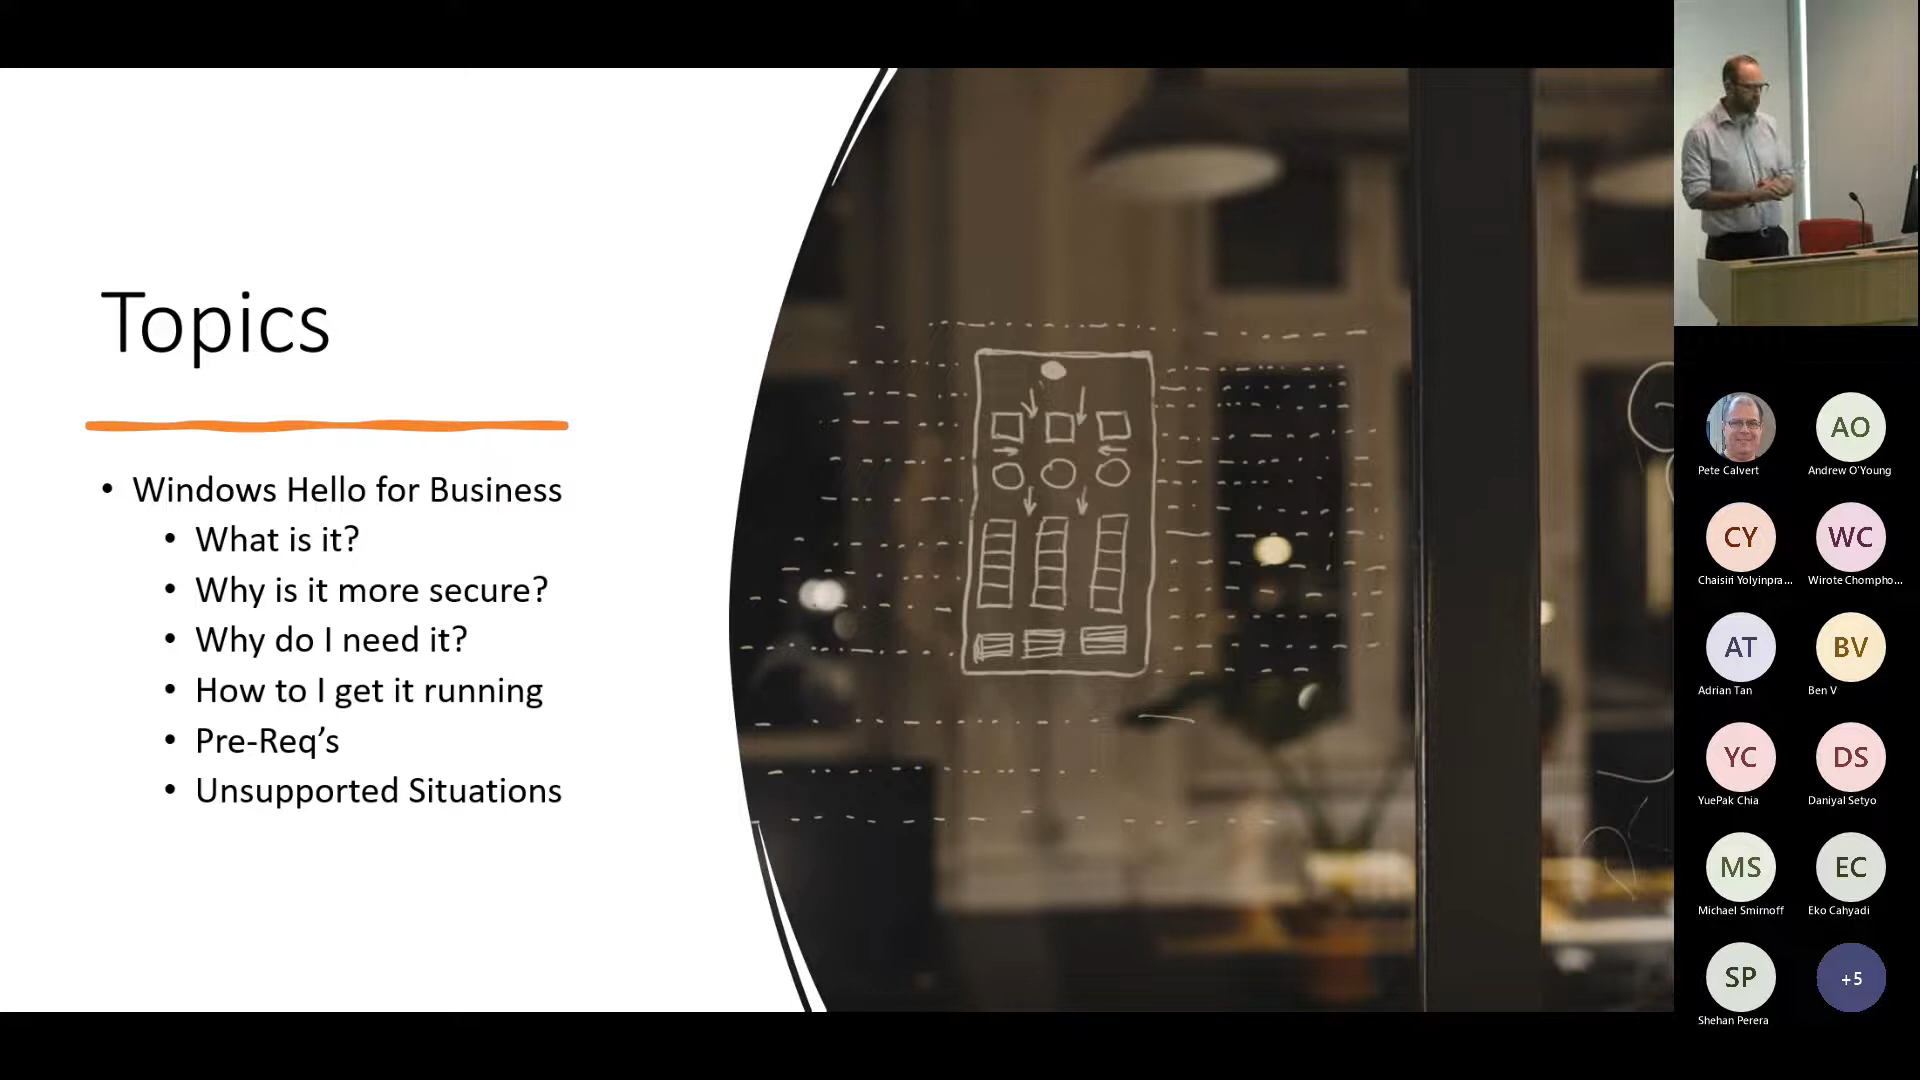 Topics
• Windows Hello for Business
• What is it?
• Why is it more secure?
• Why do I need it?
• How to I get it running
• Pre-Req’s
• Unsupported Situations
Pete Calvert
AO
Andrew O'Young
CY
Chaisiri Yolyinpra...
WC
Wirote Chompho...
AT
Adrian Tan
BV
Ben V
YC
YuePak Chia
DS
Daniyal Setyo
MS
Michael Smirnoff
EC
Eko Cahyadi
SP
Shehan Perera
+5